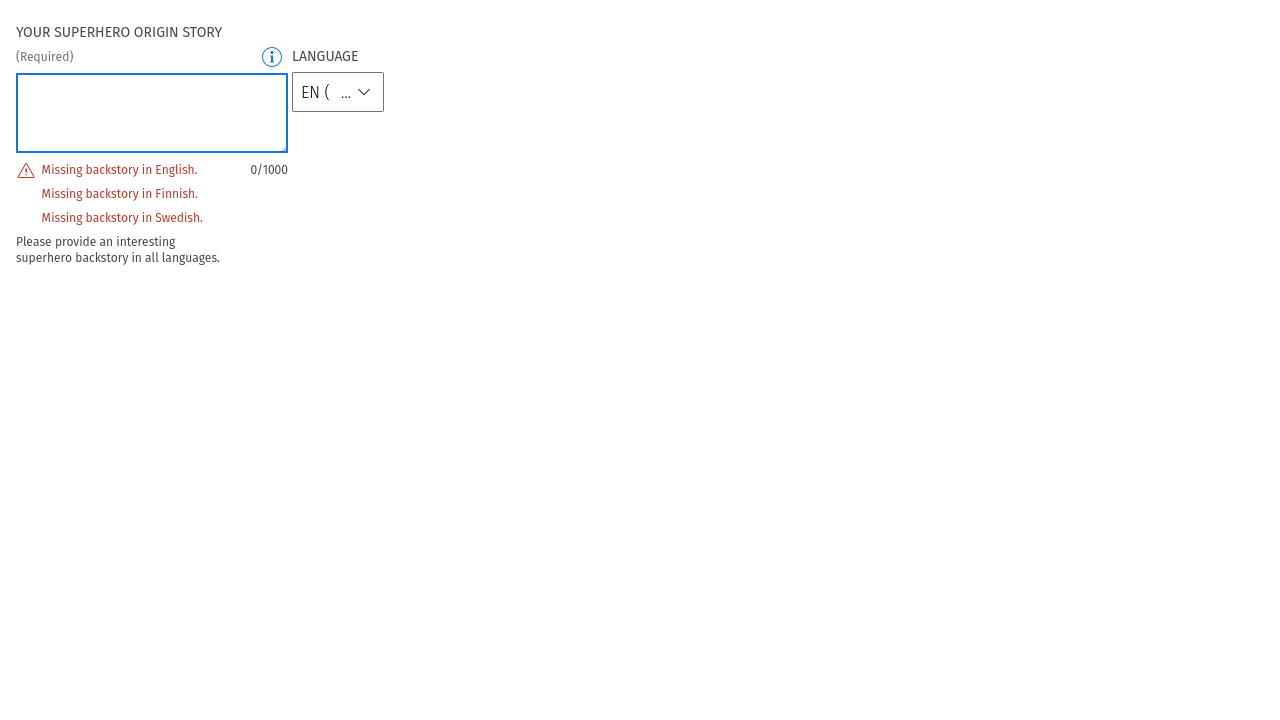 YOUR SUPERHERO ORIGIN STORY
(Required)
LANGUAGE
EN ( ...
Missing backstory in English.
0/1000
Missing backstory in Finnish.
Missing backstory in Swedish.
Please provide an interesting
superhero backstory in all languages.